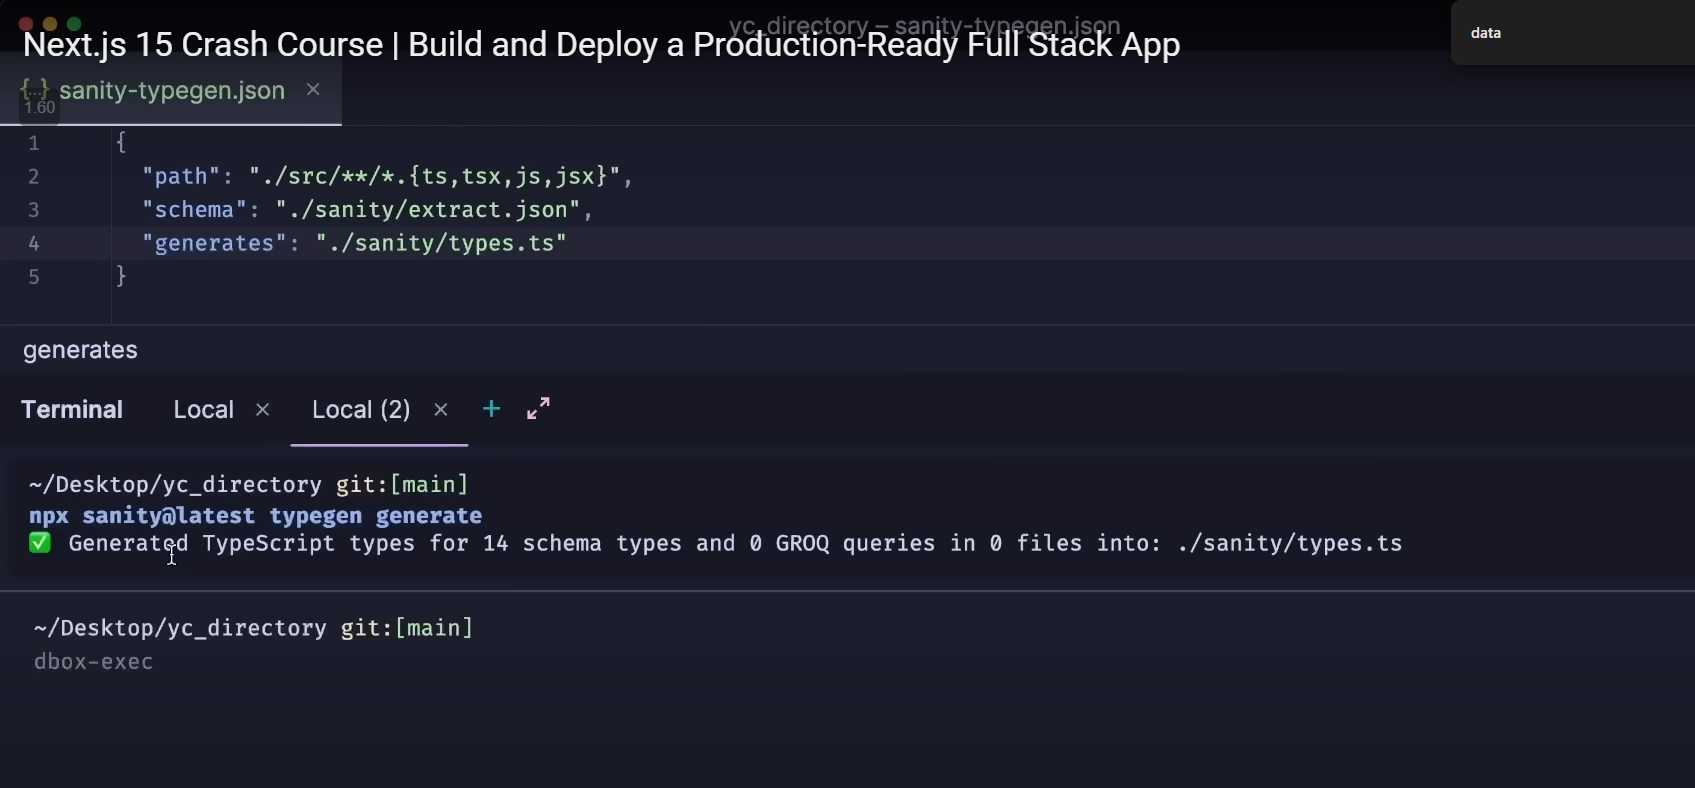 yc_directory – sanity-typegen.json
Next.js 15 Crash Course | Build and Deploy a Production-Ready Full Stack App
data
{...} sanity-typegen.json ×
1.60
1 {
2 "path": "./src/**/*.{ts,tsx,js,jsx}",
3 "schema": "./sanity/extract.json",
4 "generates": "./sanity/types.ts"
5 }
generates
Terminal Local × Local (2) × +
~/Desktop/yc_directory git:[main]
npx sanity@latest typegen generate
✅ Generated TypeScript types for 14 schema types and 0 GROQ queries in 0 files into: ./sanity/types.ts
~/Desktop/yc_directory git:[main]
dbox-exec